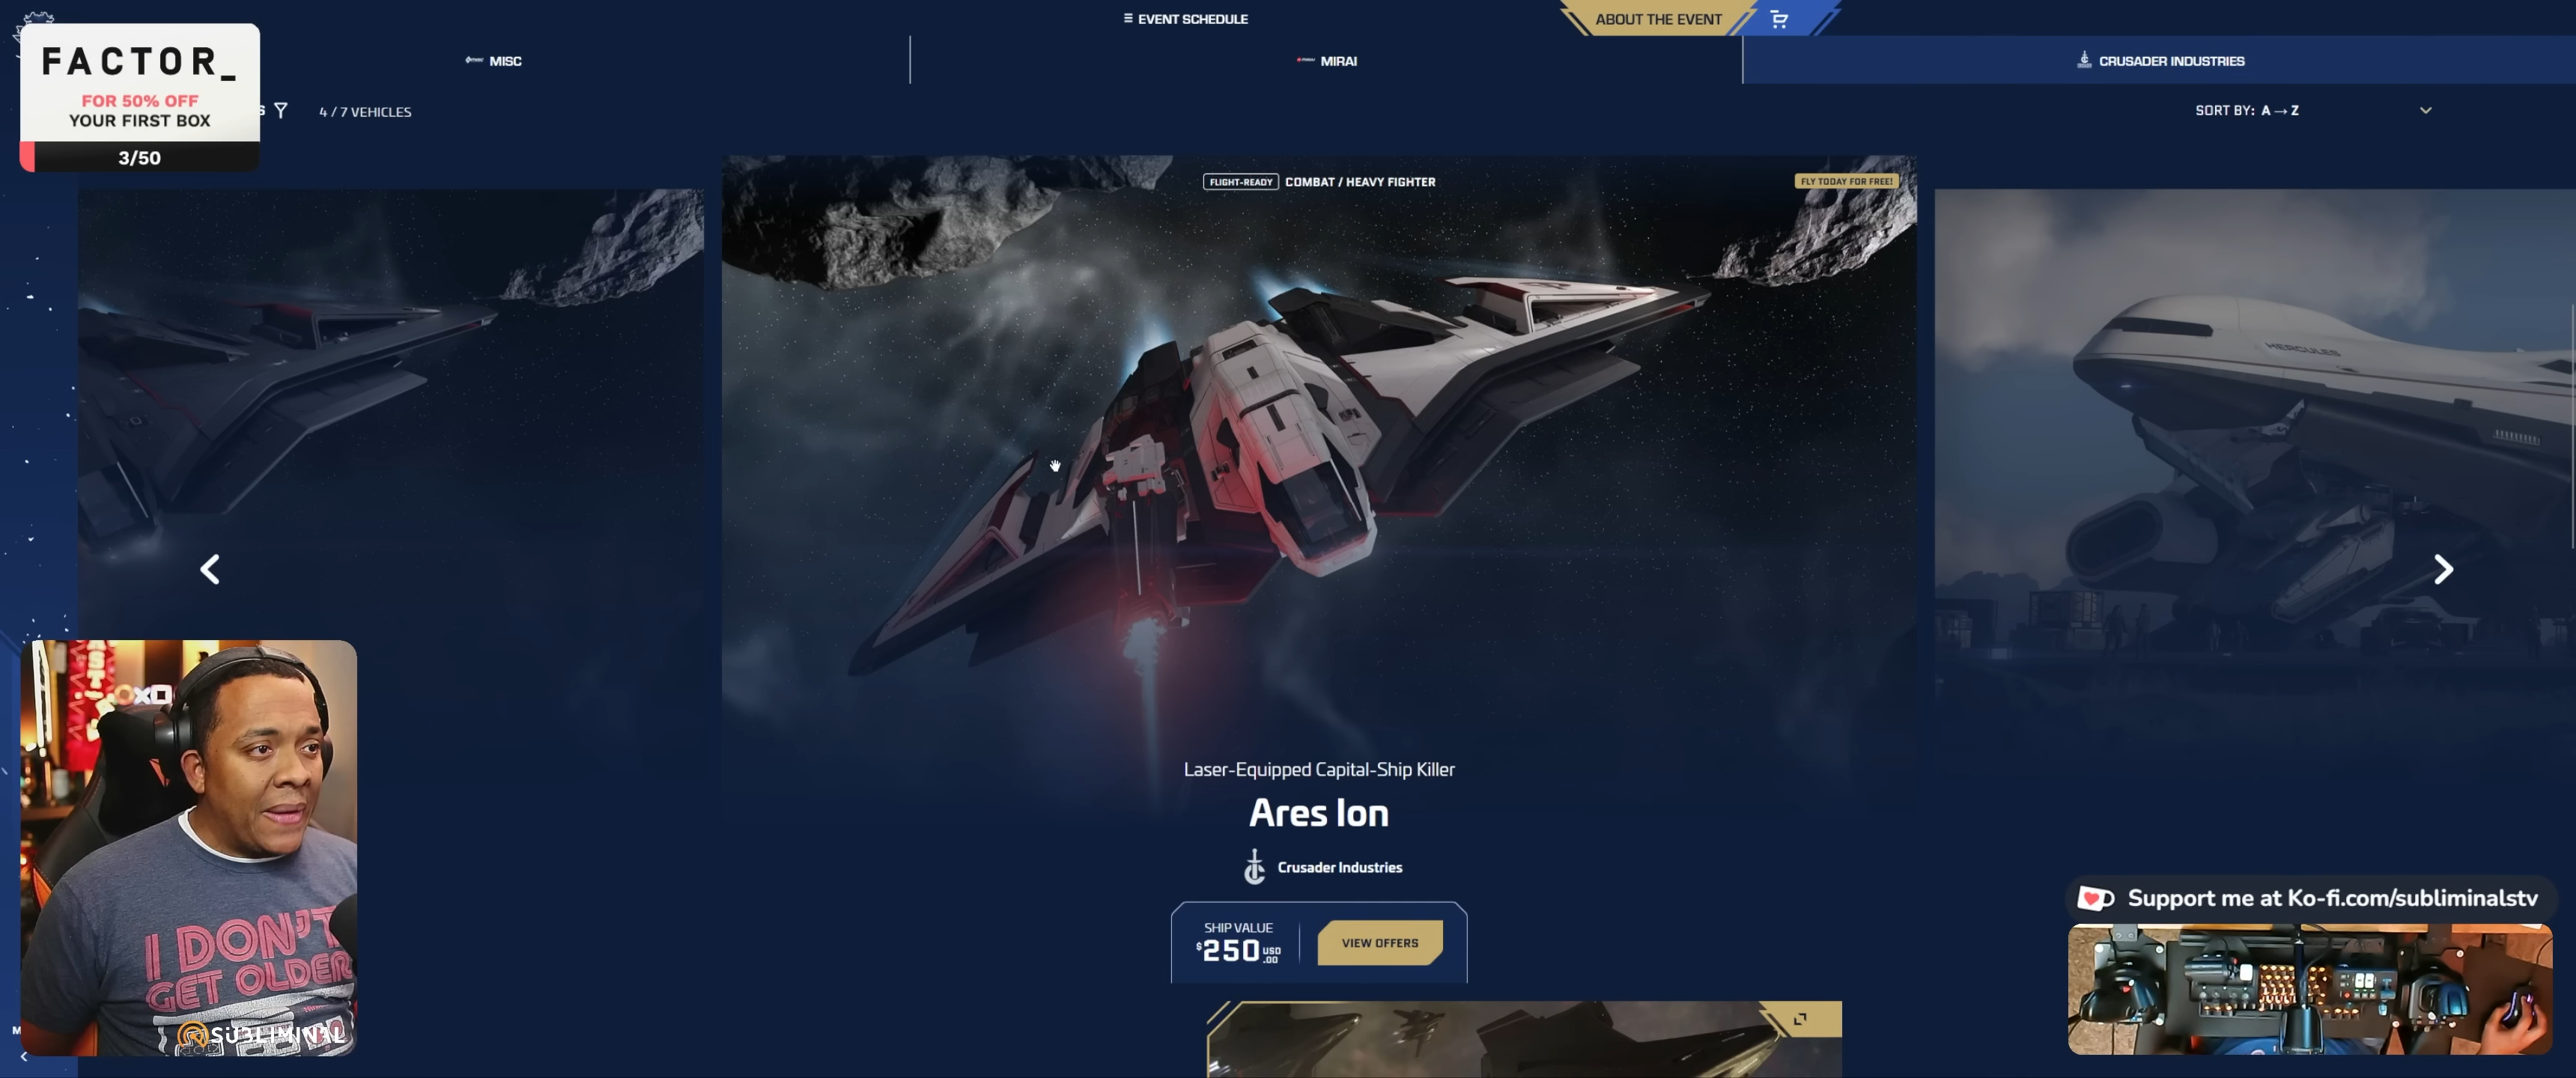 EVENT SCHEDULE
ABOUT THE EVENT
FACTOR_
FOR 50% OFF
YOUR FIRST BOX
3/50
MISC
MIRAI
CRUSADER INDUSTRIES
4 / 7 VEHICLES
SORT BY: A → Z
FLIGHT-READY COMBAT / HEAVY FIGHTER
FLY TODAY FOR FREE!
HERCULES
Laser-Equipped Capital-Ship Killer
Ares Ion
Crusader Industries
SHIP VALUE
$250 USD .00
VIEW OFFERS
I DON'T
GET OLDER
SUBLIMINAL
Support me at Ko-fi.com/subliminalstv